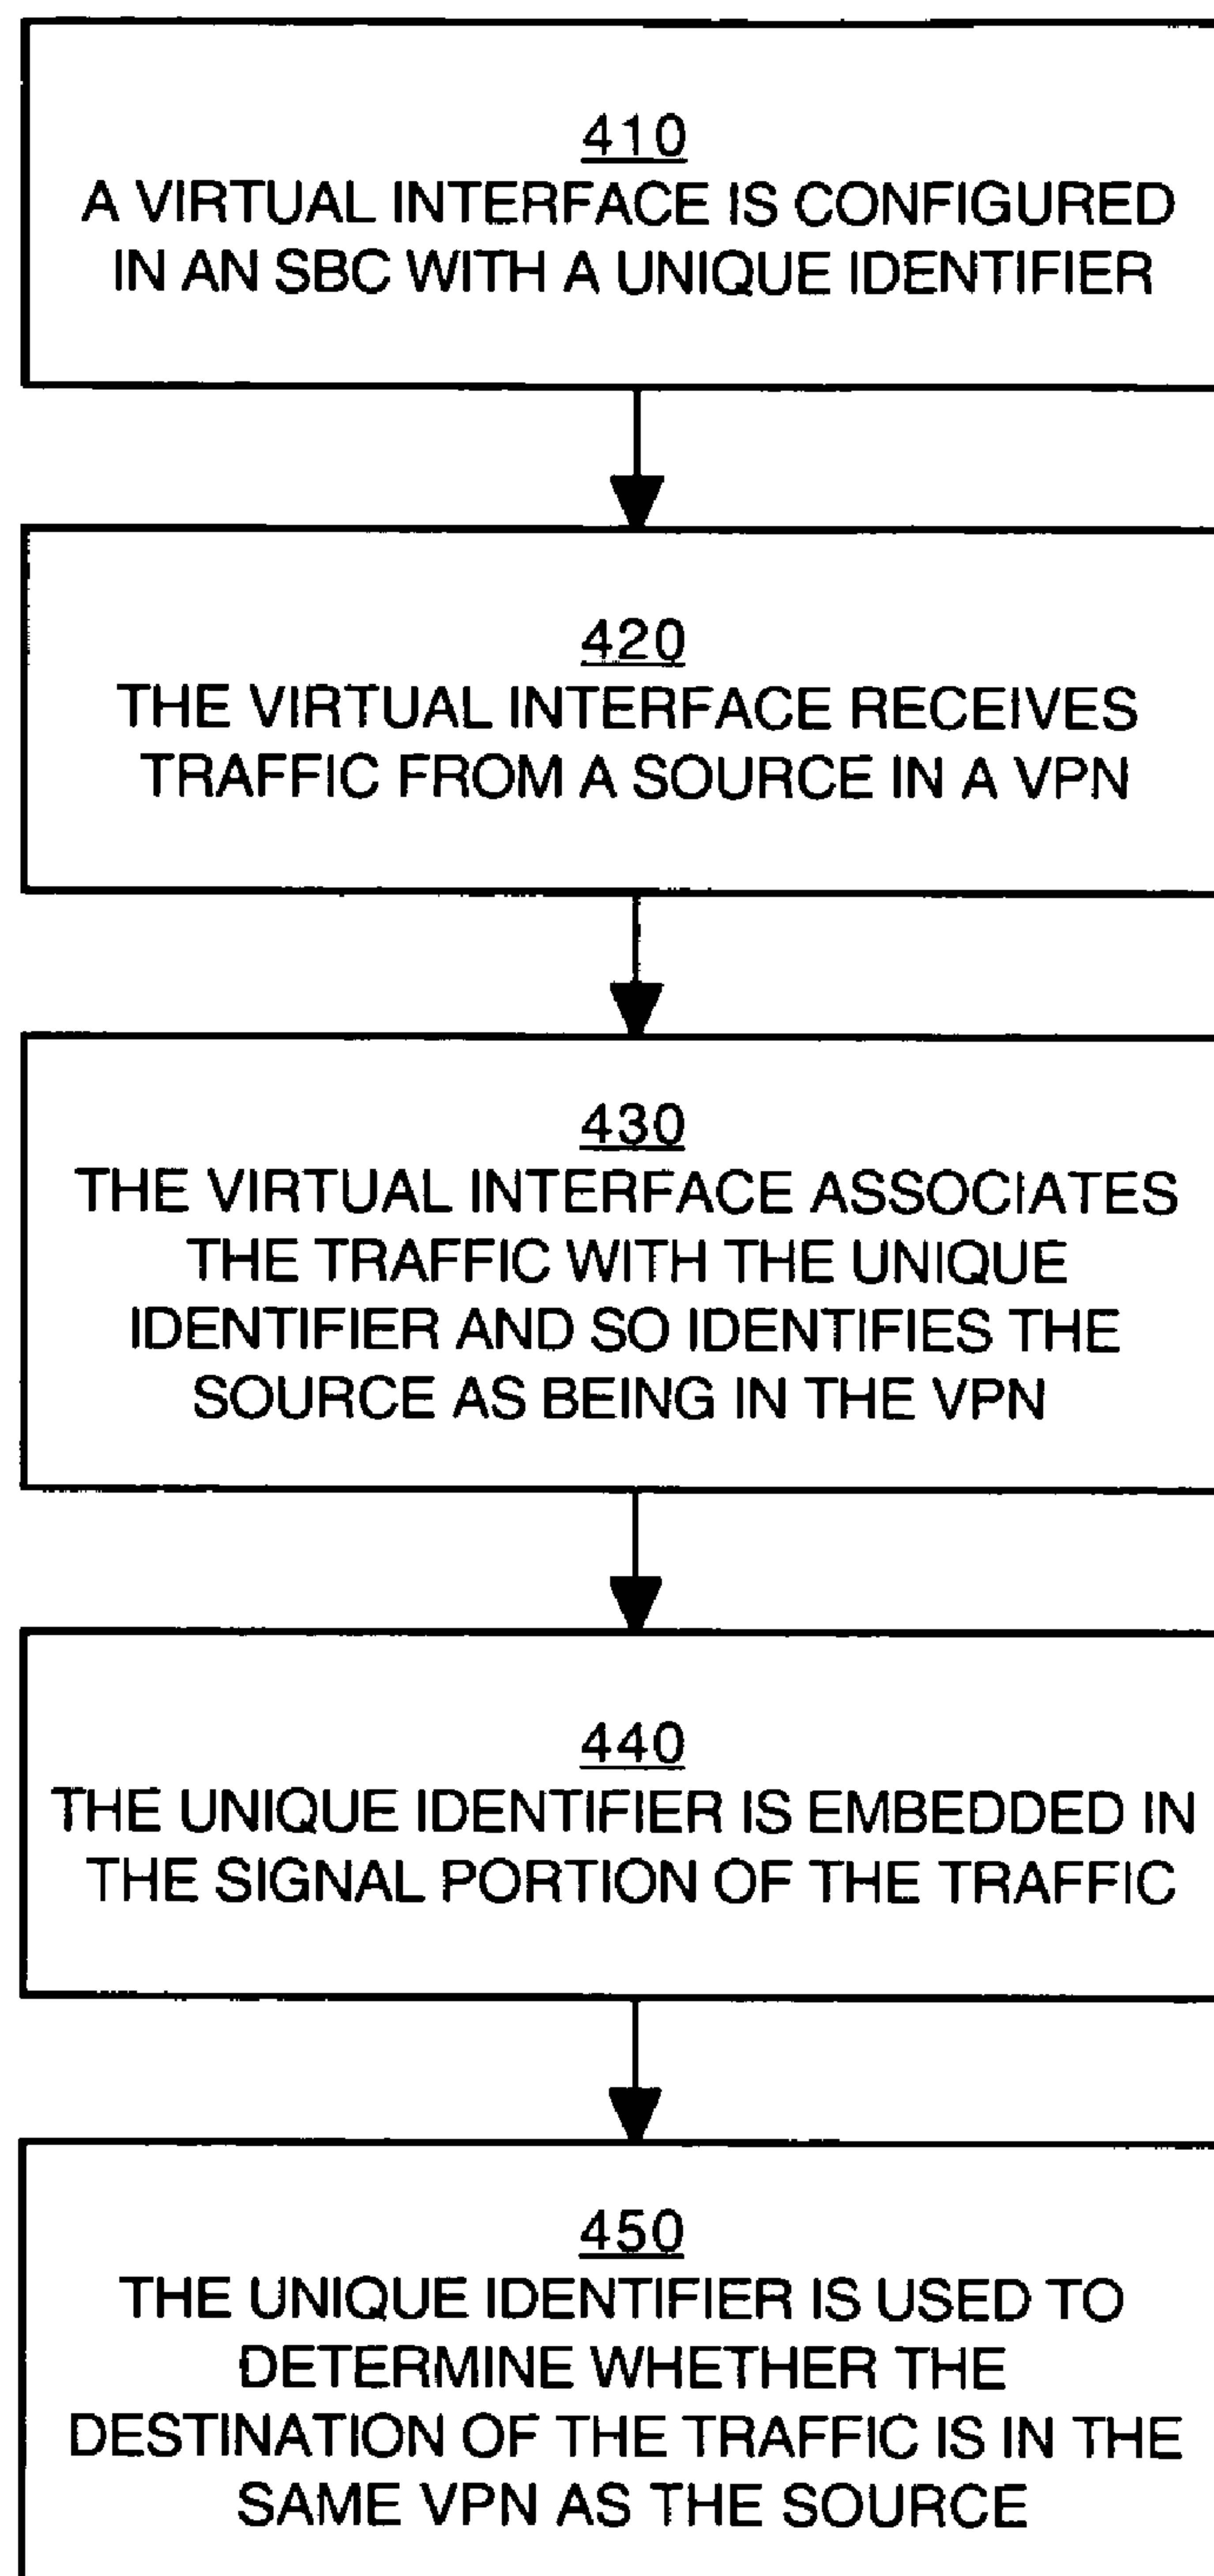 410
A VIRTUAL INTERFACE IS CONFIGURED
IN AN SBC WITH A UNIQUE IDENTIFIER
420
THE VIRTUAL INTERFACE RECEIVES
TRAFFIC FROM A SOURCE IN A VPN
430
THE VIRTUAL INTERFACE ASSOCIATES
THE TRAFFIC WITH THE UNIQUE
IDENTIFIER AND SO IDENTIFIES THE
SOURCE AS BEING IN THE VPN
440
THE UNIQUE IDENTIFIER IS EMBEDDED IN
THE SIGNAL PORTION OF THE TRAFFIC
450
THE UNIQUE IDENTIFIER IS USED TO
DETERMINE WHETHER THE
DESTINATION OF THE TRAFFIC IS IN THE
SAME VPN AS THE SOURCE